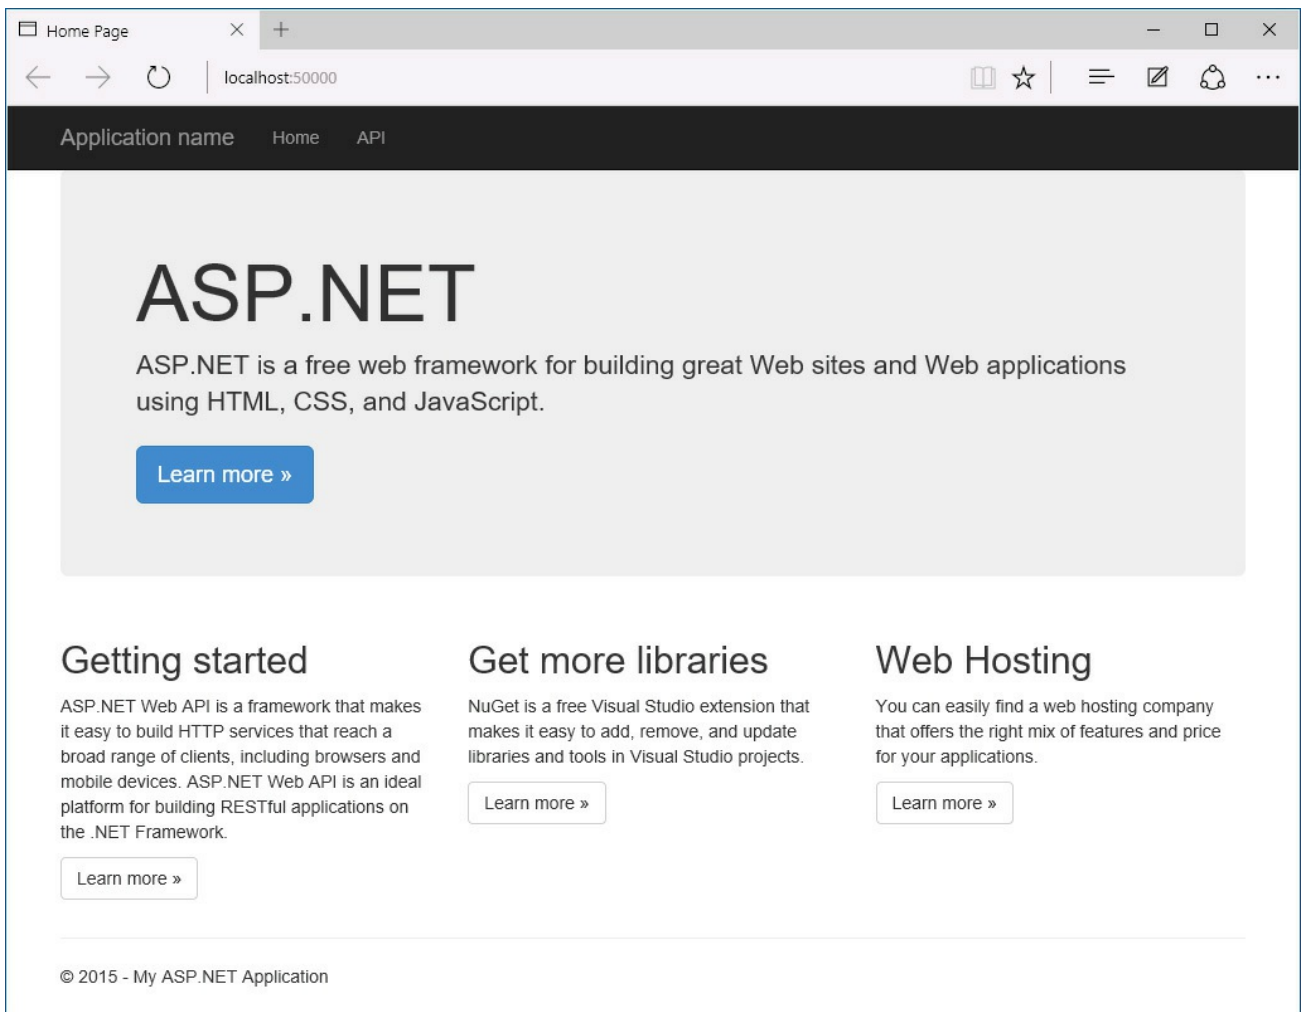 Home Page
localhost:50000
Application name Home API
ASP.NET
ASP.NET is a free web framework for building great Web sites and Web applications
using HTML, CSS, and JavaScript.
Learn more »
Getting started
ASP.NET Web API is a framework that makes
it easy to build HTTP services that reach a
broad range of clients, including browsers and
mobile devices. ASP.NET Web API is an ideal
platform for building RESTful applications on
the .NET Framework.
Learn more »
Get more libraries
NuGet is a free Visual Studio extension that
makes it easy to add, remove, and update
libraries and tools in Visual Studio projects.
Learn more »
Web Hosting
You can easily find a web hosting company
that offers the right mix of features and price
for your applications.
Learn more »
© 2015 - My ASP.NET Application